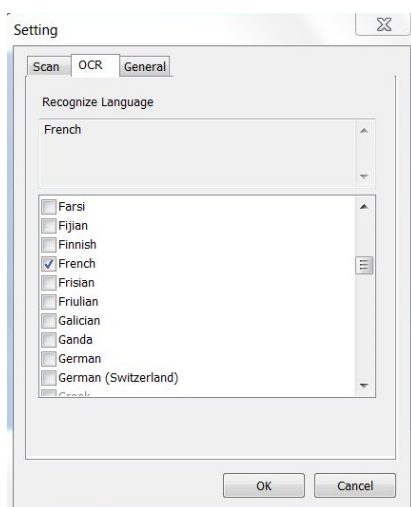 Setting
Scan OCR General
Recognize Language
French
Farsi
Fijian
Finnish
French
Frisian
Friulian
Galician
Ganda
German
German (Switzerland)
Greek
OK Cancel